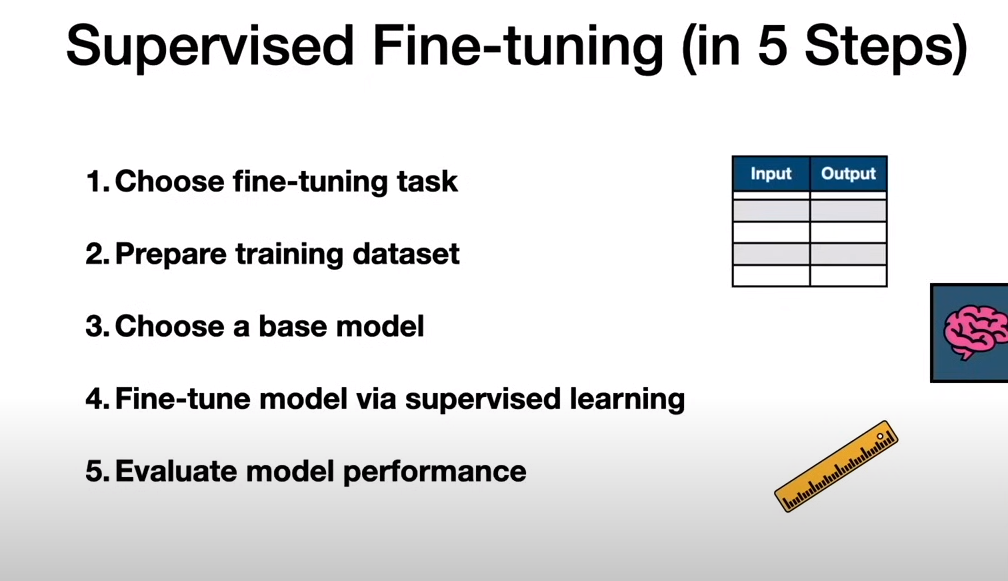 Supervised Fine-tuning (in 5 Steps)
1. Choose fine-tuning task
Input Output
2. Prepare training dataset
3. Choose a base model
4. Fine-tune model via supervised learning
5. Evaluate model performance